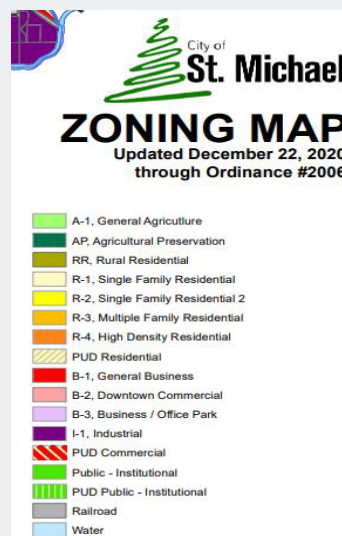 City of
St. Michael
ZONING MAP
Updated December 22, 2020
through Ordinance #2006
A-1, General Agricutlure
AP, Agricultural Preservation
RR, Rural Residential
R-1, Single Family Residential
R-2, Single Family Residential 2
R-3, Multiple Family Residential
R-4, High Density Residential
PUD Residential
B-1, General Business
B-2, Downtown Commercial
B-3, Business / Office Park
I-1, Industrial
PUD Commercial
Public - Institutional
PUD Public - Institutional
Railroad
Water